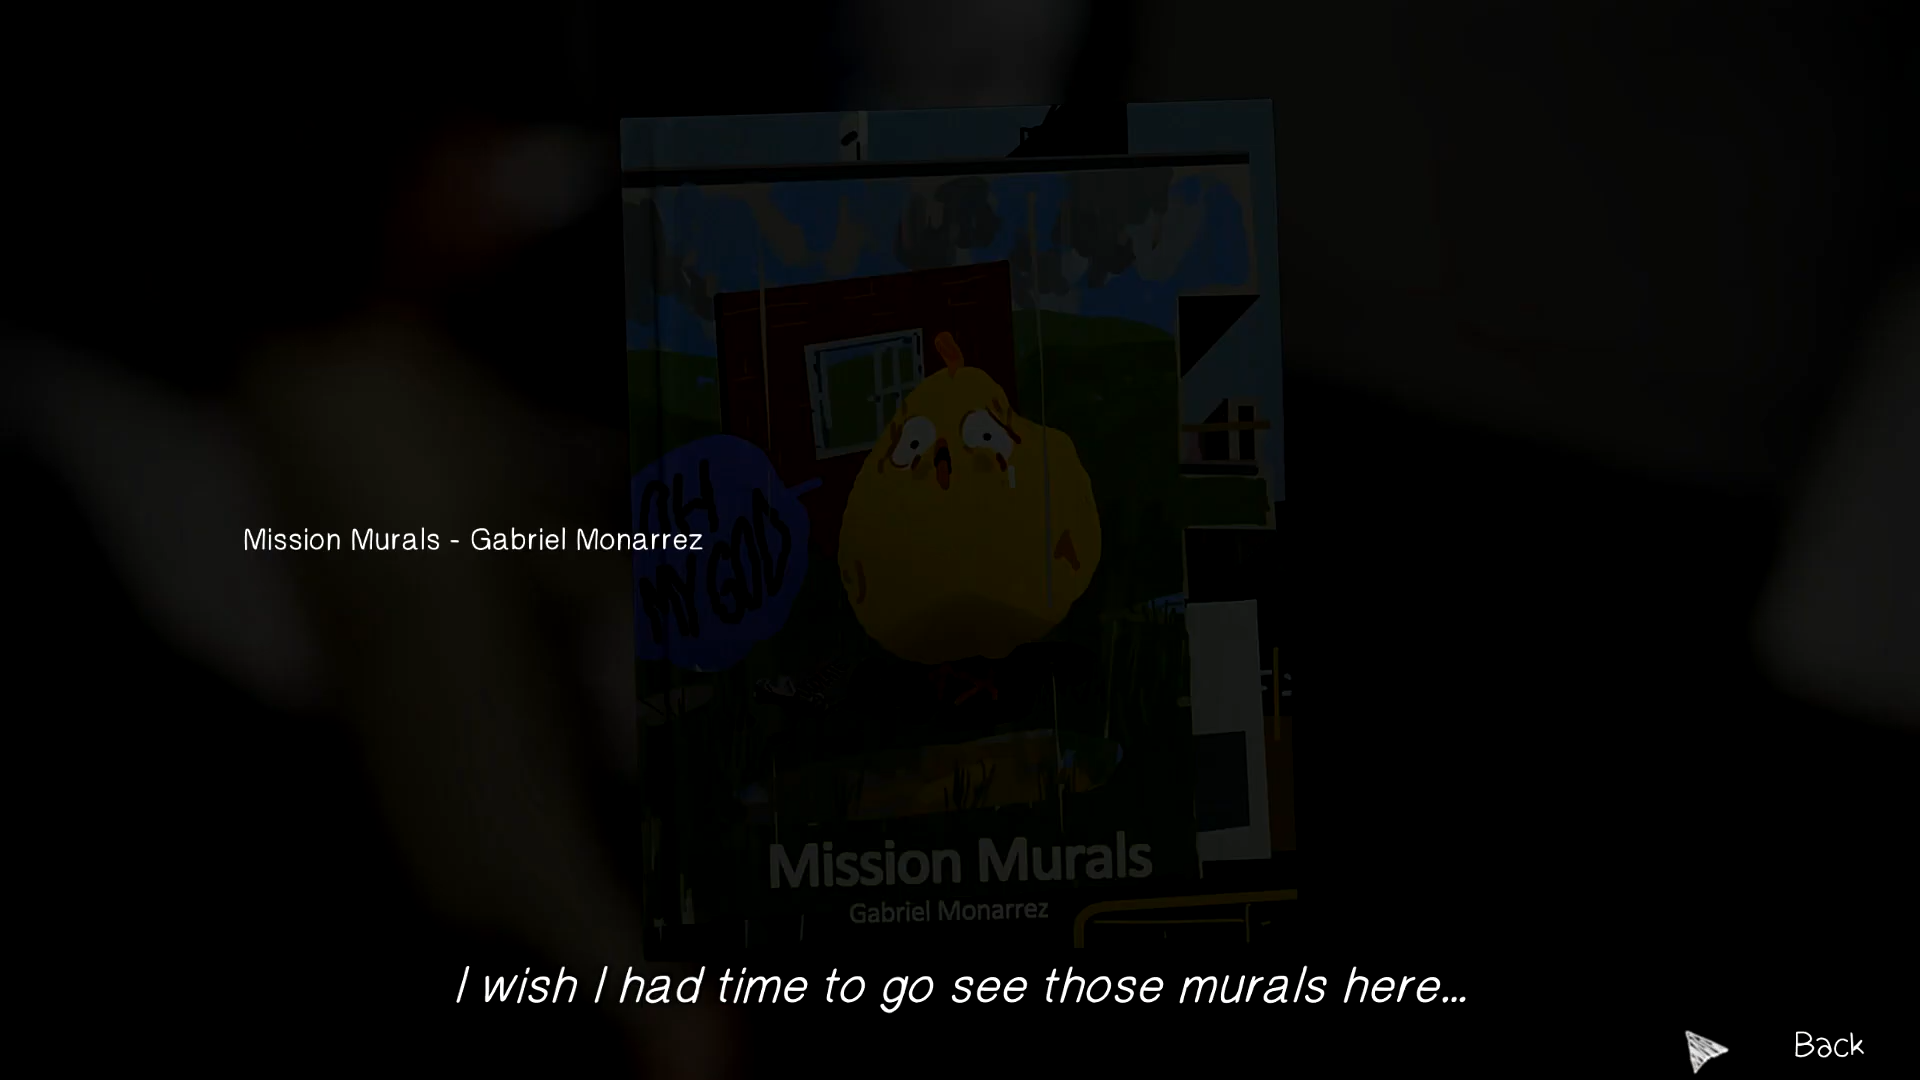 OH
MY GOD
Mission Murals - Gabriel Monarrez
Mission Murals
Gabriel Monarrez
I wish I had time to go see those murals here...
Back